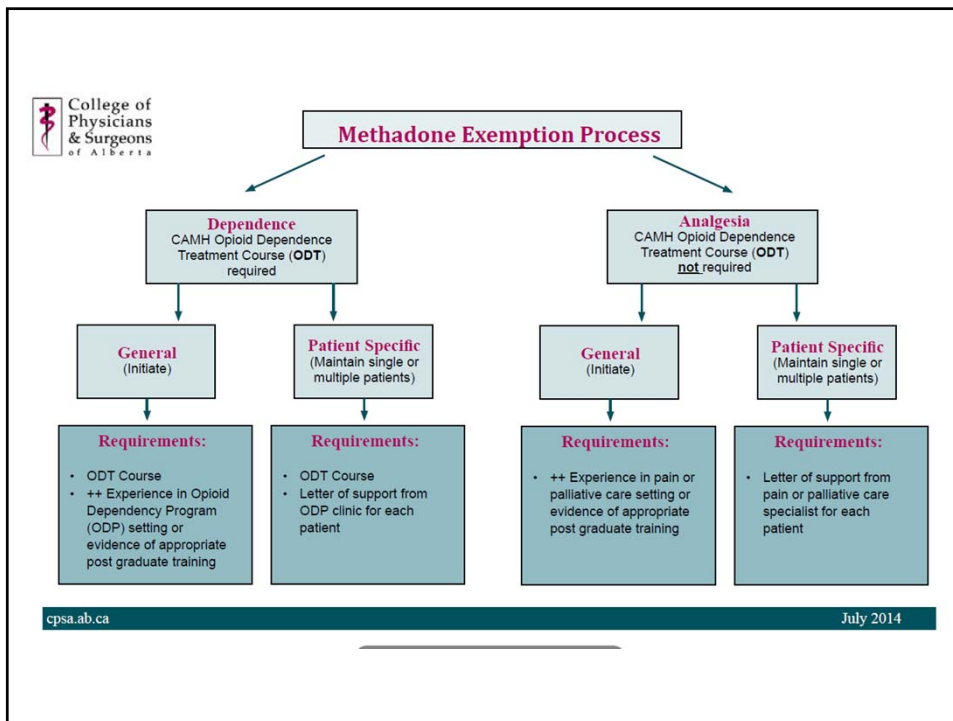 College of
Physicians
& Surgeons
of Alberta
Methadone Exemption Process
Dependence
CAMH Opioid Dependence
Treatment Course (ODT)
required
Analgesia
CAMH Opioid Dependence
Treatment Course (ODT)
not required
General
(Initiate)
Patient Specific
(Maintain single or
multiple patients)
General
(Initiate)
Patient Specific
(Maintain single or
multiple patients)
Requirements:
• ODT Course
• ++ Experience in Opioid
Dependency Program
(ODP) setting or
evidence of appropriate
post graduate training
Requirements:
• ODT Course
• Letter of support from
ODP clinic for each
patient
Requirements:
• ++ Experience in pain or
palliative care setting or
evidence of appropriate
post graduate training
Requirements:
• Letter of support from
pain or palliative care
specialist for each
patient
cpsa.ab.ca
July 2014